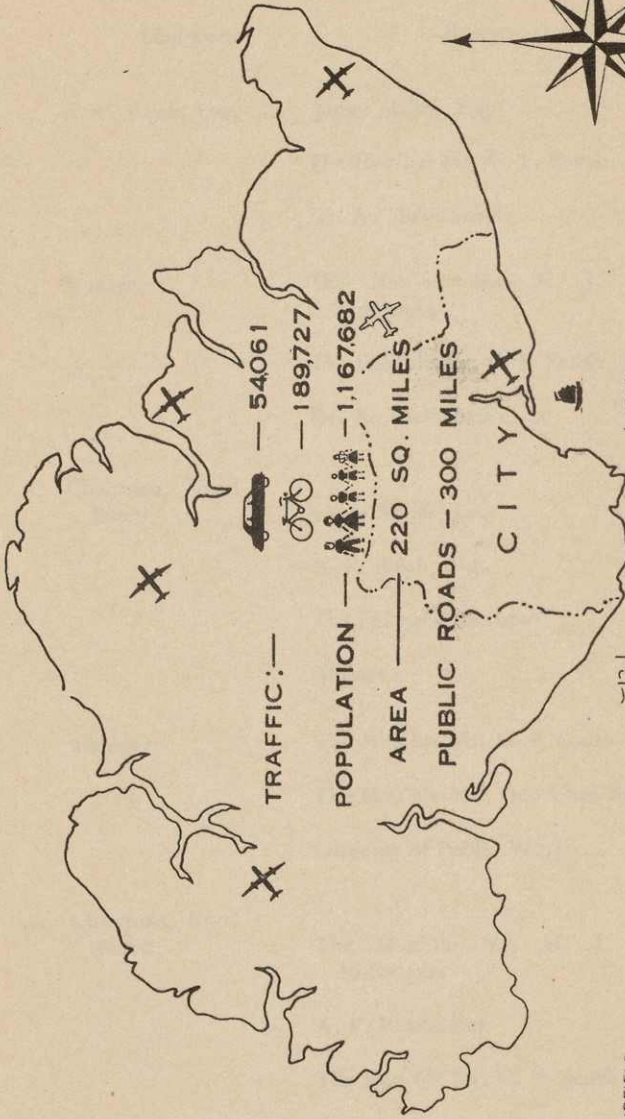 TRAFFIC:— — 54,061
— 189,727
POPULATION — — 1,167,682
AREA — 220 SQ. MILES
PUBLIC ROADS — 300 MILES
CITY